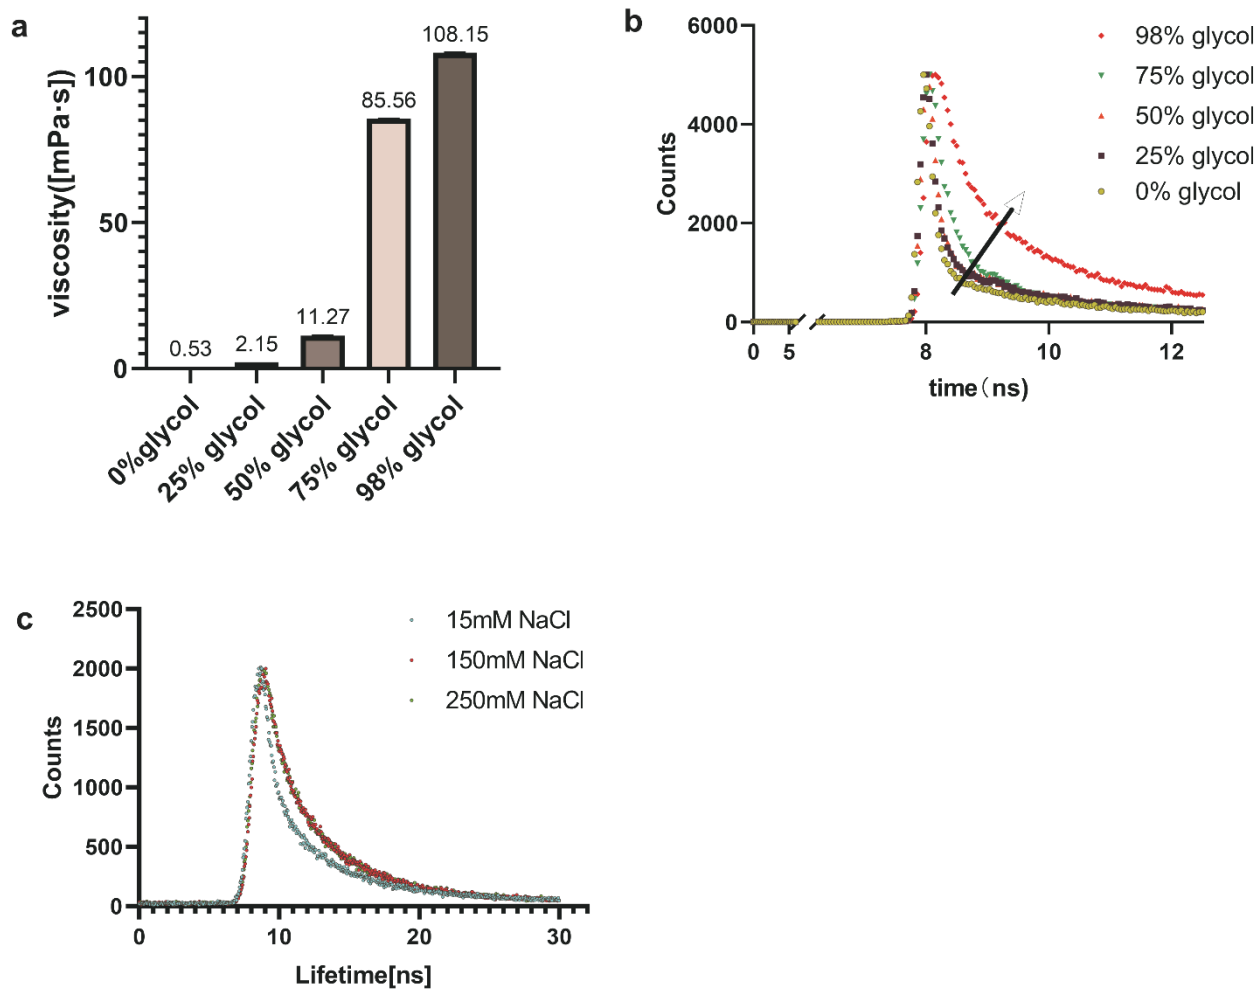 a
viscosity([mPa·s])
100
50
0
0.53
2.15
11.27
85.56
108.15
0%glycol
25% glycol
50% glycol
75% glycol
98% glycol
b
Counts
6000
4000
2000
0
98% glycol
75% glycol
50% glycol
25% glycol
0% glycol
0 5 8 10 12
time（ns)
c
Counts
2500
2000
1500
1000
500
0
15mM NaCl
150mM NaCl
250mM NaCl
0 10 20 30
Lifetime[ns]